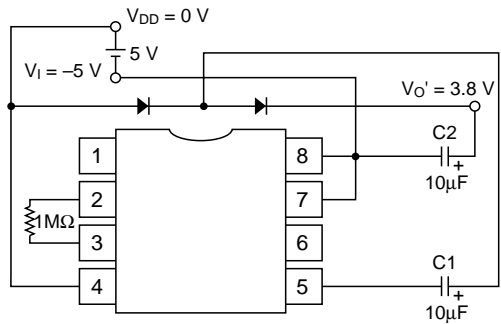 V_DD = 0 V
5 V
V_I = –5 V
V_O' = 3.8 V
1 8
C2
+
10μF
2 7
1MΩ
3 6
4 5
C1
+
10μF